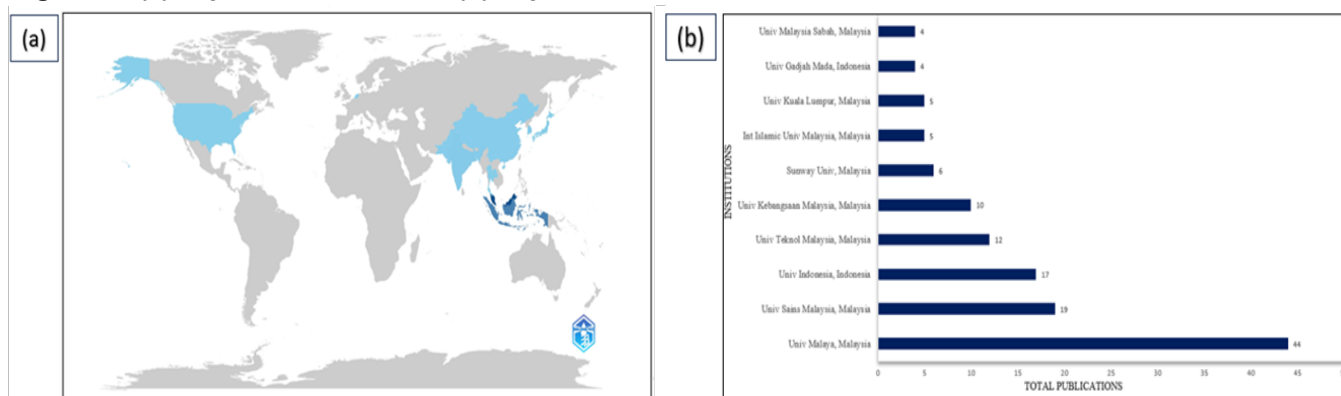 (a)
(b)
Univ Malaysia Sabah, Malaysia
4
Univ Gadjah Mada, Indonesia
4
Univ Kuala Lumpur, Malaysia
5
Int Islamic Univ Malaysia, Malaysia
5
Sunway Univ, Malaysia
6
Univ Kebangsaan Malaysia, Malaysia
10
Univ Teknol Malaysia, Malaysia
12
Univ Indonesia, Indonesia
17
Univ Sains Malaysia, Malaysia
19
Univ Malaya, Malaysia
44
INSTITUTIONS
0 5 10 15 20 25 30 35 40 45
TOTAL PUBLICATIONS